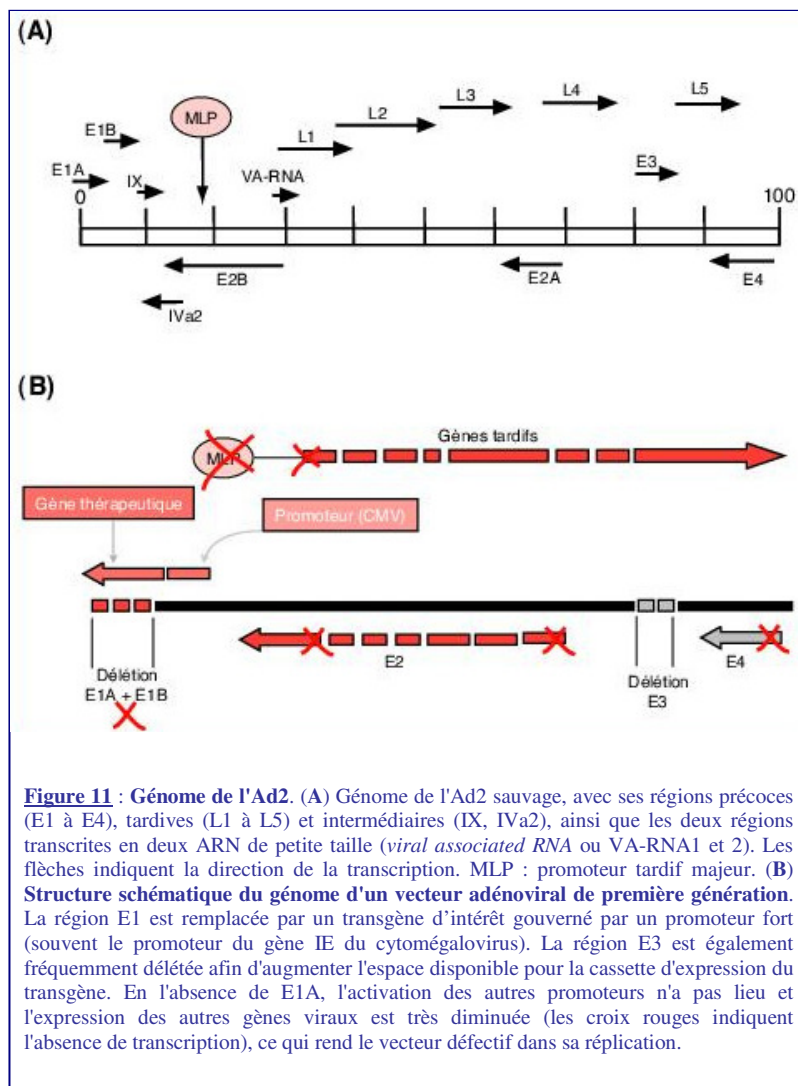 (A)
L3
L4
L5
E1B
MLP
L2
L1
E1A
IX
VA-RNA
E3
0
100
E2B
E2A
E4
IVa2
(B)
MLP
Gènes tardifs
Gène thérapeutique
Promoteur (CMV)
E2
E4
Délétion
E1A + E1B
Délétion
E3
Figure 11 : Génome de l'Ad2. (A) Génome de l'Ad2 sauvage, avec ses régions précoces
(E1 à E4), tardives (L1 à L5) et intermédiaires (IX, IVa2), ainsi que les deux régions
transcrites en deux ARN de petite taille (viral associated RNA ou VA-RNA1 et 2). Les
flèches indiquent la direction de la transcription. MLP : promoteur tardif majeur. (B)
Structure schématique du génome d'un vecteur adénoviral de première génération.
La région E1 est remplacée par un transgène d’intérêt gouverné par un promoteur fort
(souvent le promoteur du gène IE du cytomégalovirus). La région E3 est également
fréquemment délétée afin d'augmenter l'espace disponible pour la cassette d'expression du
transgène. En l'absence de E1A, l'activation des autres promoteurs n'a pas lieu et
l'expression des autres gènes viraux est très diminuée (les croix rouges indiquent
l'absence de transcription), ce qui rend le vecteur défectif dans sa réplication.